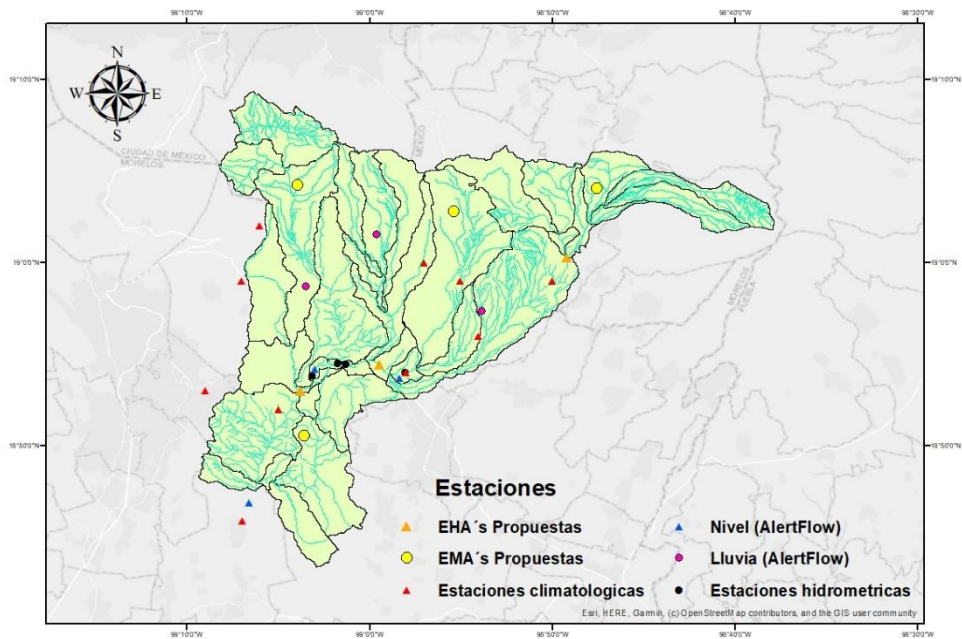 99°10'0"W 99°0'0"W 98°50'0"W 98°40'0"W 98°30'0"W
19°10'0"N 19°10'0"N
N
W E
S
CIUDAD DE MÉXICO
MORELOS
MÉXICO
MORELOS
19°0'0"N 19°0'0"N
MORELOS
PUEBLA
18°50'0"N 18°50'0"N
Estaciones
EHA´s Propuestas
Nivel (AlertFlow)
EMA´s Propuestas
Lluvia (AlertFlow)
Estaciones climatologicas
Estaciones hidrometricas
Esri, HERE, Garmin, (c) OpenStreetMap contributors, and the GIS user community
99°10'0"W 99°0'0"W 98°50'0"W 98°40'0"W 98°30'0"W